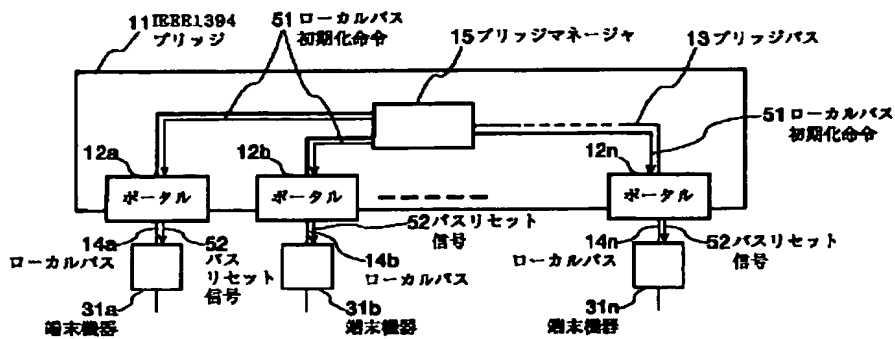 11 IEEE1394
ブリッジ
51 ローカルバス
初期化命令
15 ブリッジマネージャ
13 ブリッジバス
51 ローカルバス
初期化命令
12a
12b
12n
ポータル
ポータル
ポータル
14a
ローカルバス
52
バス
リセット
信号
52 バスリセット
信号
14b
ローカルバス
14n
ローカルバス
52 バスリセット
信号
31a
端末機器
31b
端末機器
31n
端末機器